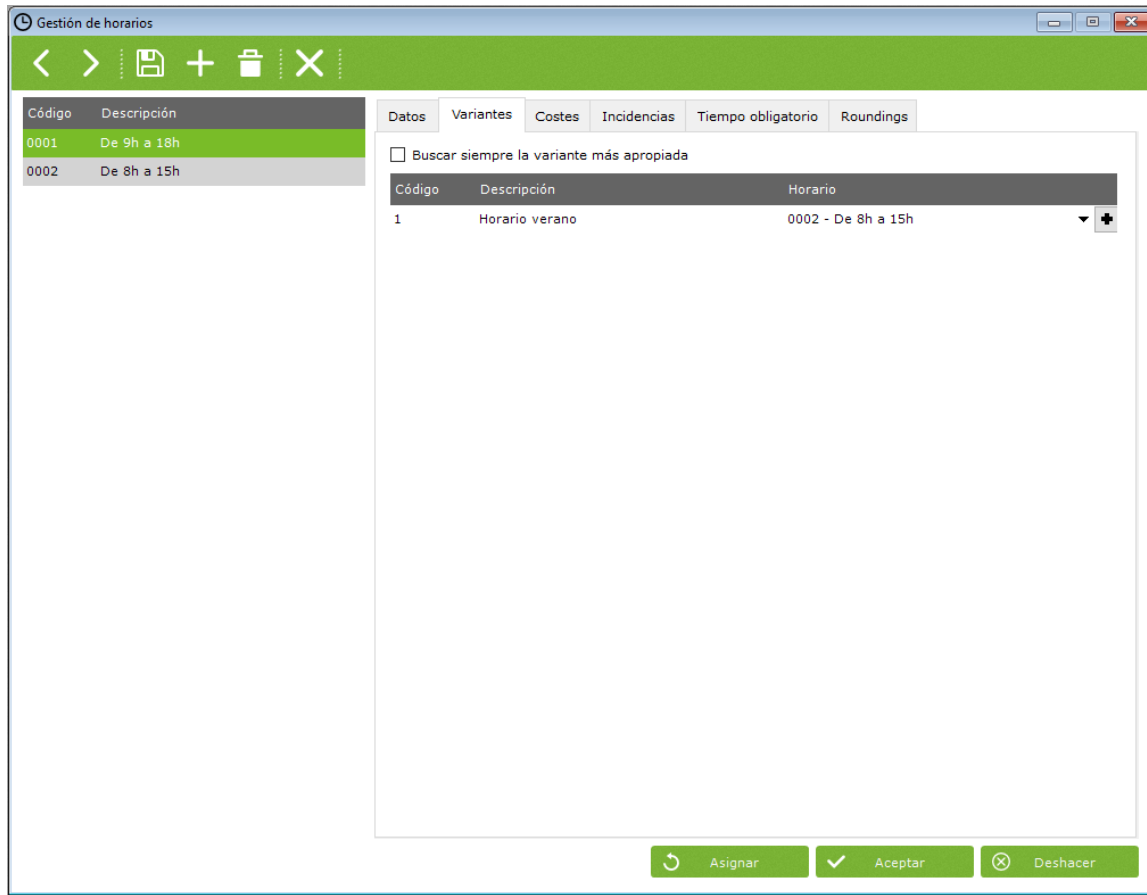 Gestión de horarios
Código Descripción
0001 De 9h a 18h
0002 De 8h a 15h
Datos Variantes Costes Incidencias Tiempo obligatorio Roundings
Buscar siempre la variante más apropiada
Código Descripción Horario
1 Horario verano 0002 - De 8h a 15h
Asignar Aceptar Deshacer